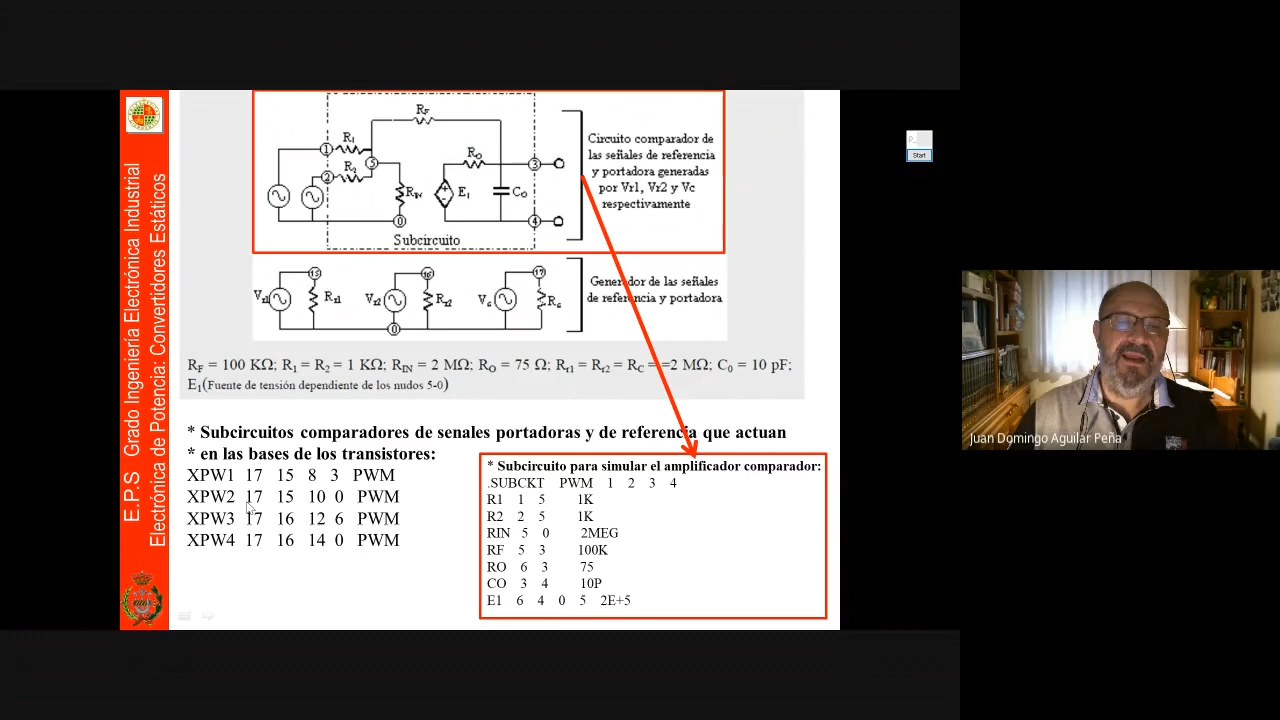 E.P.S Grado Ingeniería Electrónica Industrial
Electrónica de Potencia: Convertidores Estáticos
RF
R1
1
5
R2
2
RIN
RO
E1
CO
3
4
0
Subcircuito
Circuito comparador de
las señales de referencia
y portadora generadas
por Vr1, Vr2 y Vc
respectivamente
15
16
17
Vr1
Rr1
Vr2
Rr2
Vc
0
Generador de las señales
de referencia y portadora
RF = 100 KΩ; R1 = R2 = 1 KΩ; RIN = 2 MΩ; RO = 75 Ω; Rr1 = Rr2 = RC = =2 MΩ; C0 = 10 pF;
E1(Fuente de tensión dependiente de los nudos 5-0)
* Subcircuitos comparadores de senales portadoras y de referencia que actuan
* en las bases de los transistores:
XPW1 17 15 8 3 PWM
XPW2 17 15 10 0 PWM
XPW3 17 16 12 6 PWM
XPW4 17 16 14 0 PWM
* Subcircuito para simular el amplificador comparador:
.SUBCKT PWM 1 2 3 4
R1 1 5 1K
R2 2 5 1K
RIN 5 0 2MEG
RF 5 3 100K
RO 6 3 75
CO 3 4 10P
E1 6 4 0 5 2E+5
Start
Juan Domingo Aguilar Peña